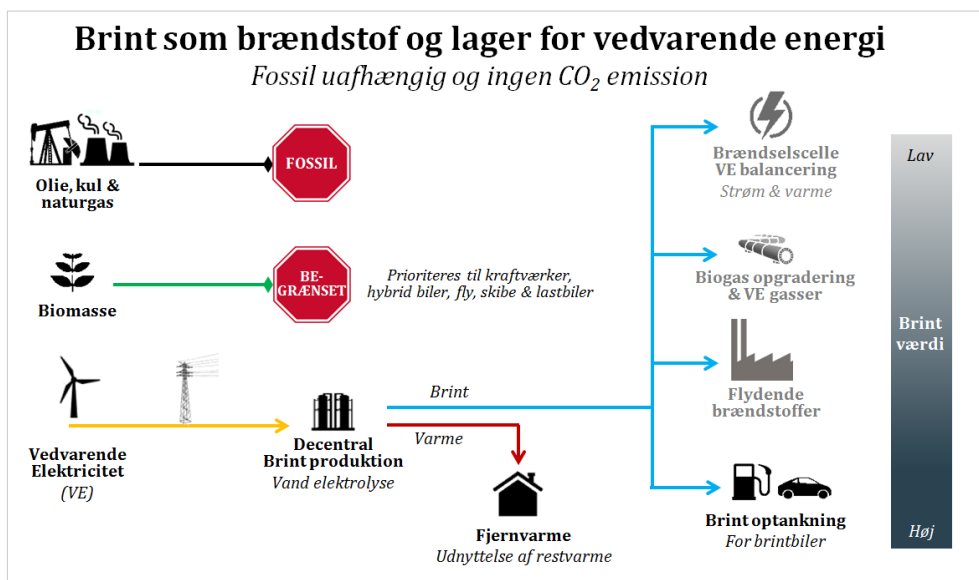 Brint som brændstof og lager for vedvarende energi
Fossil uafhængig og ingen CO₂ emission
Olie, kul &
naturgas
FOSSIL
Biomasse
BE-
GRÆNSET
Prioriteres til kraftværker,
hybrid biler, fly, skibe & lastbiler
Vedvarende
Elektricitet
(VE)
Decentral
Brint produktion
Vand elektrolyse
Brint
Varme
Fjernvarme
Udnyttelse af restvarme
Brændselscelle
VE balancering
Strøm & varme
Biogas opgradering
& VE gasser
Flydende
brændstoffer
Brint optankning
For brintbiler
Lav
Brint
værdi
Høj